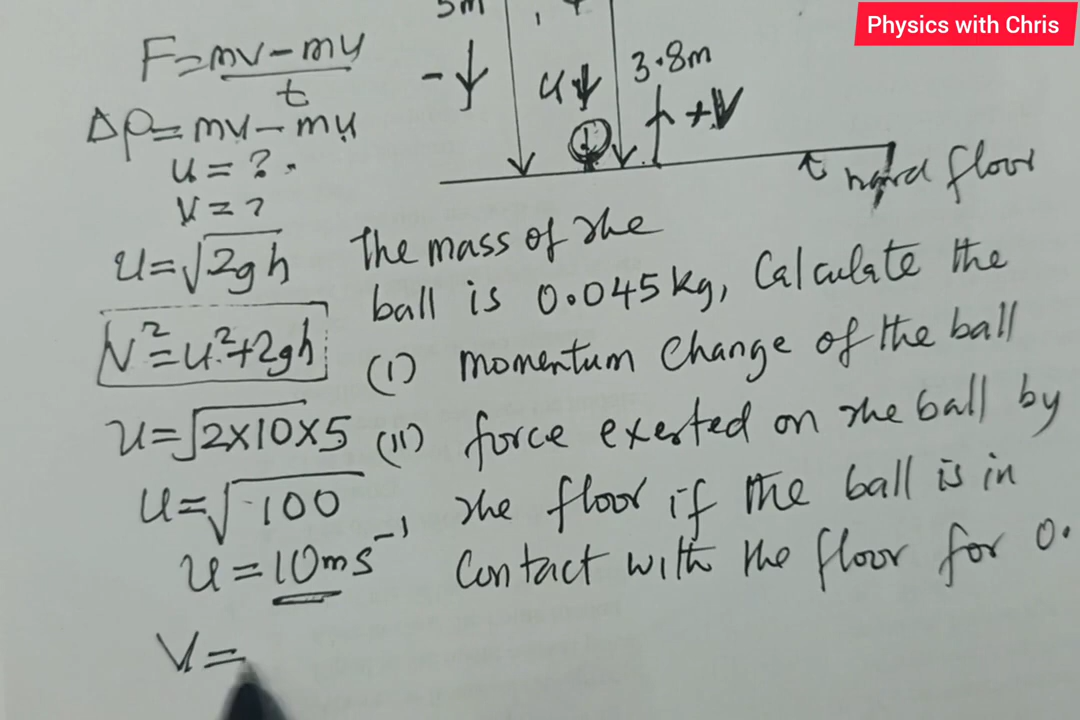 Physics with Chris
5m
F=mv-mu
t
Δp=mv-mu
u=?.
V=?
u=√2gh
V²=u²+2gh
u=√2×10×5
u=√100
u=10ms⁻¹,
V=
-
u
3.8m
+V
hard floor
The mass of the
ball is 0.045kg, Calculate the
(i) momentum change of the ball
(ii) force exerted on the ball by
the floor if the ball is in
Contact with the floor for 0.